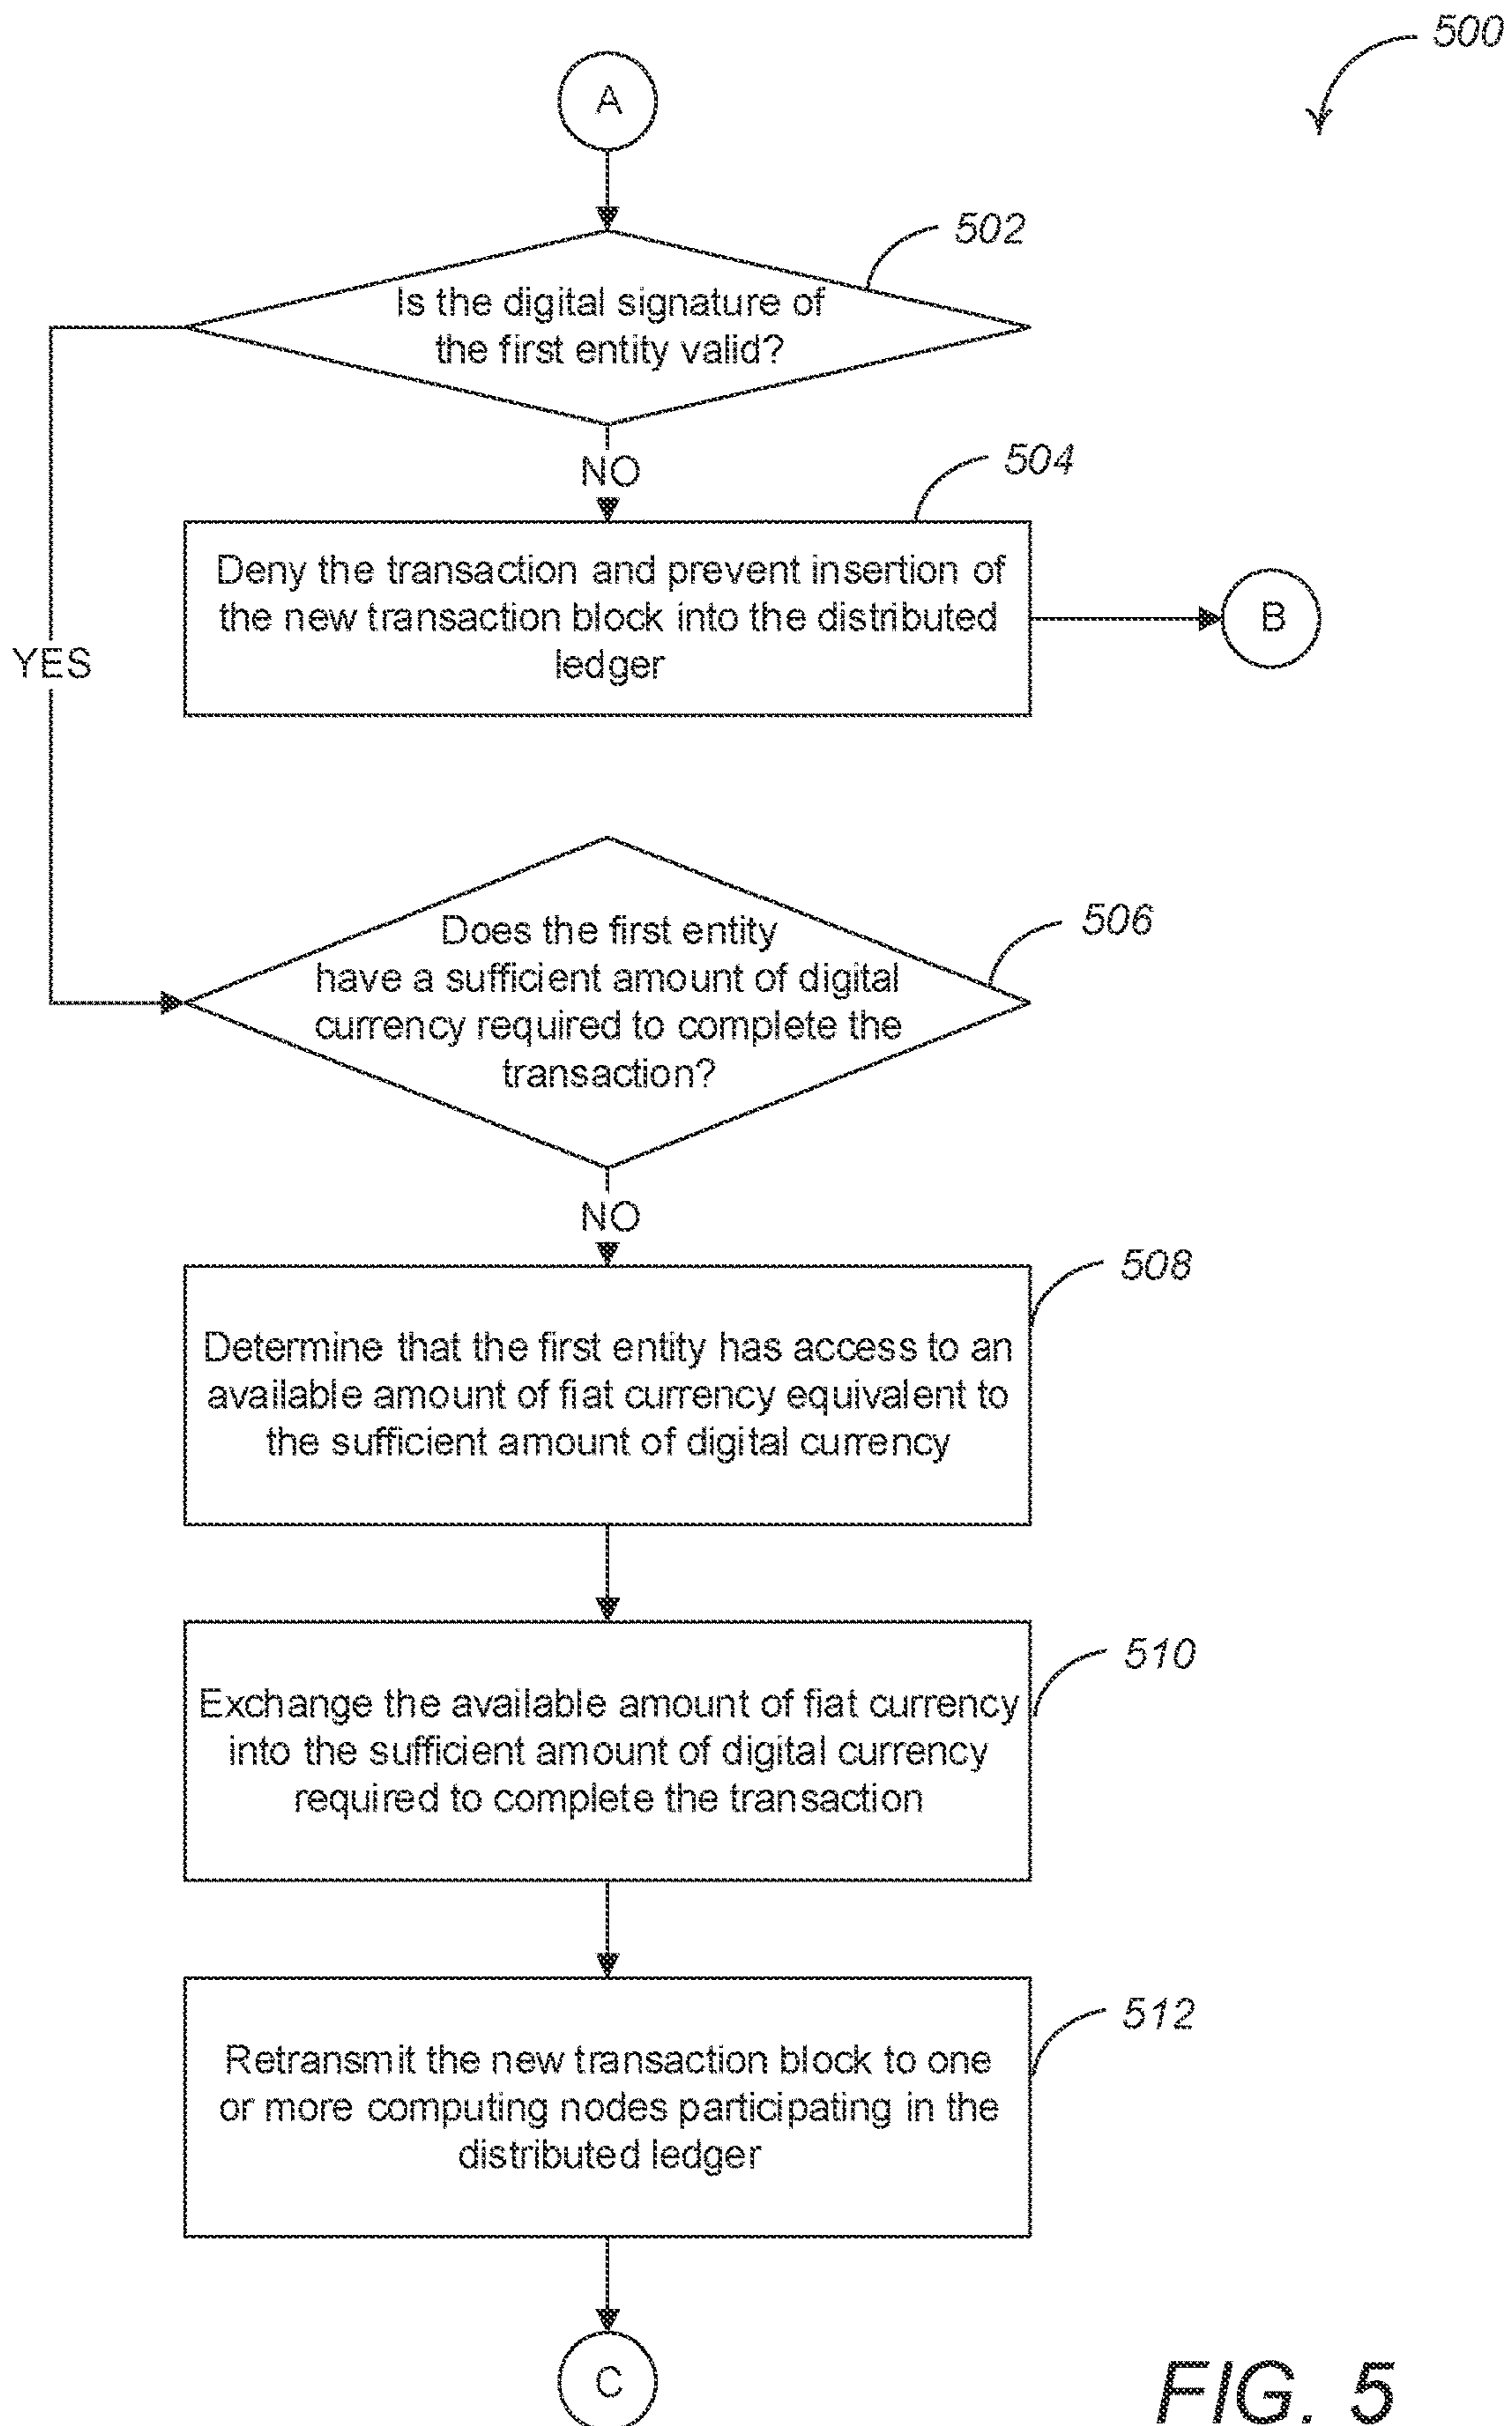 500
A
502
Is the digital signature of
the first entity valid?
NO
504
Deny the transaction and prevent insertion of
the new transaction block into the distributed
ledger
B
YES
506
Does the first entity
have a sufficient amount of digital
currency required to complete the
transaction?
NO
508
Determine that the first entity has access to an
available amount of fiat currency equivalent to
the sufficient amount of digital currency
510
Exchange the available amount of fiat currency
into the sufficient amount of digital currency
required to complete the transaction
512
Retransmit the new transaction block to one
or more computing nodes participating in the
distributed ledger
C
FIG. 5